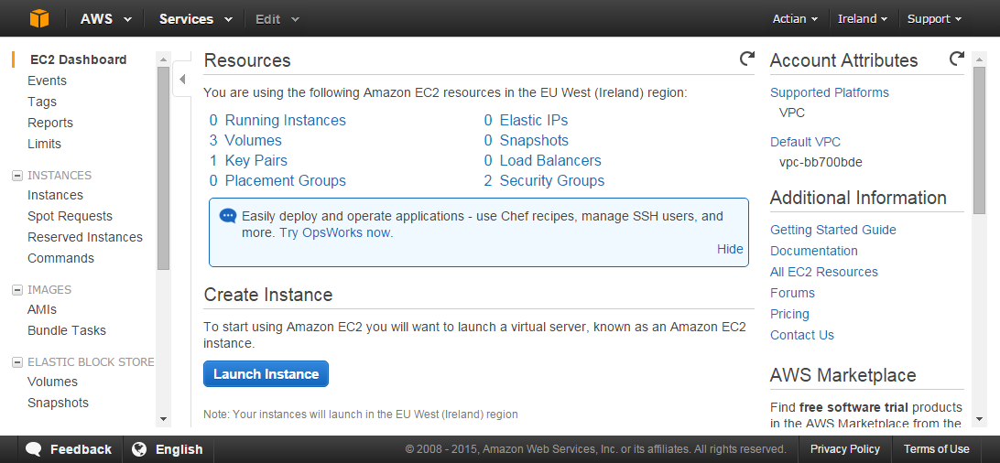 AWS Services Edit Actian Ireland Support
EC2 Dashboard
Events
Tags
Reports
Limits
INSTANCES
Instances
Spot Requests
Reserved Instances
Commands
IMAGES
AMIs
Bundle Tasks
ELASTIC BLOCK STORE
Volumes
Snapshots
Resources
You are using the following Amazon EC2 resources in the EU West (Ireland) region:
0 Running Instances 0 Elastic IPs
3 Volumes 0 Snapshots
1 Key Pairs 0 Load Balancers
0 Placement Groups 2 Security Groups
Easily deploy and operate applications - use Chef recipes, manage SSH users, and
more. Try OpsWorks now.
Hide
Create Instance
To start using Amazon EC2 you will want to launch a virtual server, known as an Amazon EC2
instance.
Launch Instance
Note: Your instances will launch in the EU West (Ireland) region
Account Attributes
Supported Platforms
VPC
Default VPC
vpc-bb700bde
Additional Information
Getting Started Guide
Documentation
All EC2 Resources
Forums
Pricing
Contact Us
AWS Marketplace
Find free software trial products
in the AWS Marketplace from the
Feedback English © 2008 - 2015, Amazon Web Services, Inc. or its affiliates. All rights reserved. Privacy Policy Terms of Use